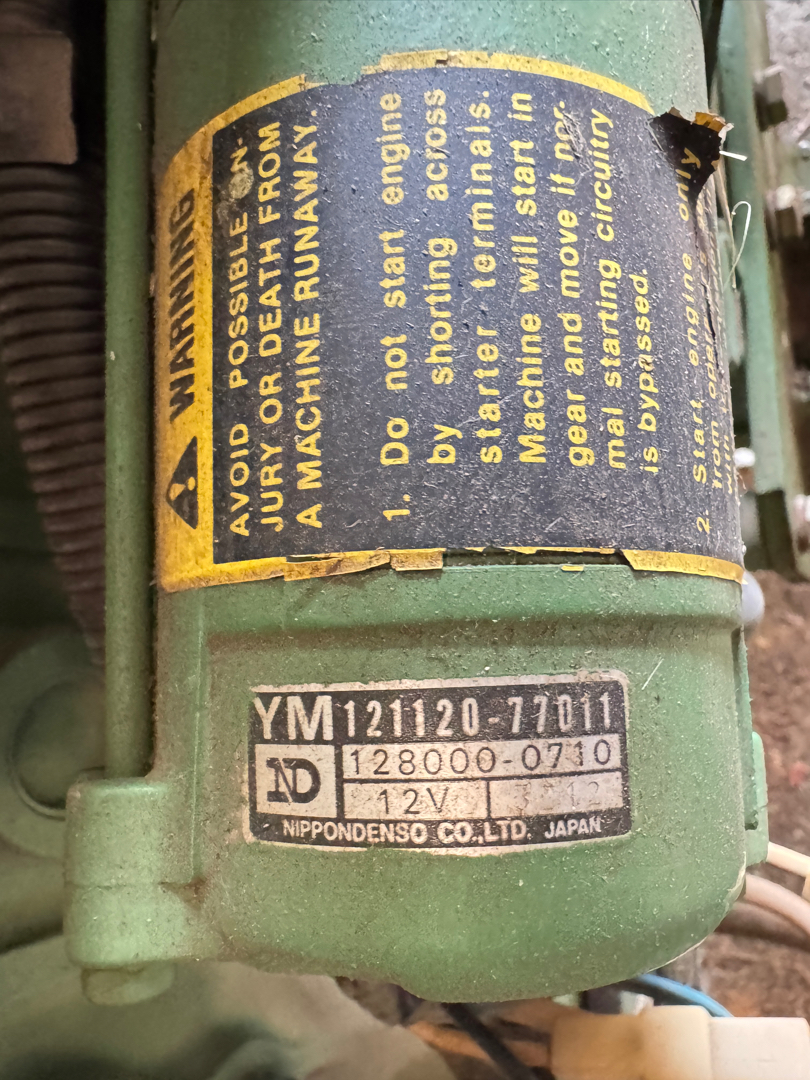 WARNING
AVOID POSSIBLE IN-
JURY OR DEATH FROM
A MACHINE RUNAWAY.
1. Do not start engine
by shorting across
starter terminals.
Machine will start in
gear and move if nor-
mal starting circuitry
is bypassed.
2. Start engine only
from
YM 121120-77011
ND 128000-0710
12V
NIPPONDENSO CO.,LTD. JAPAN